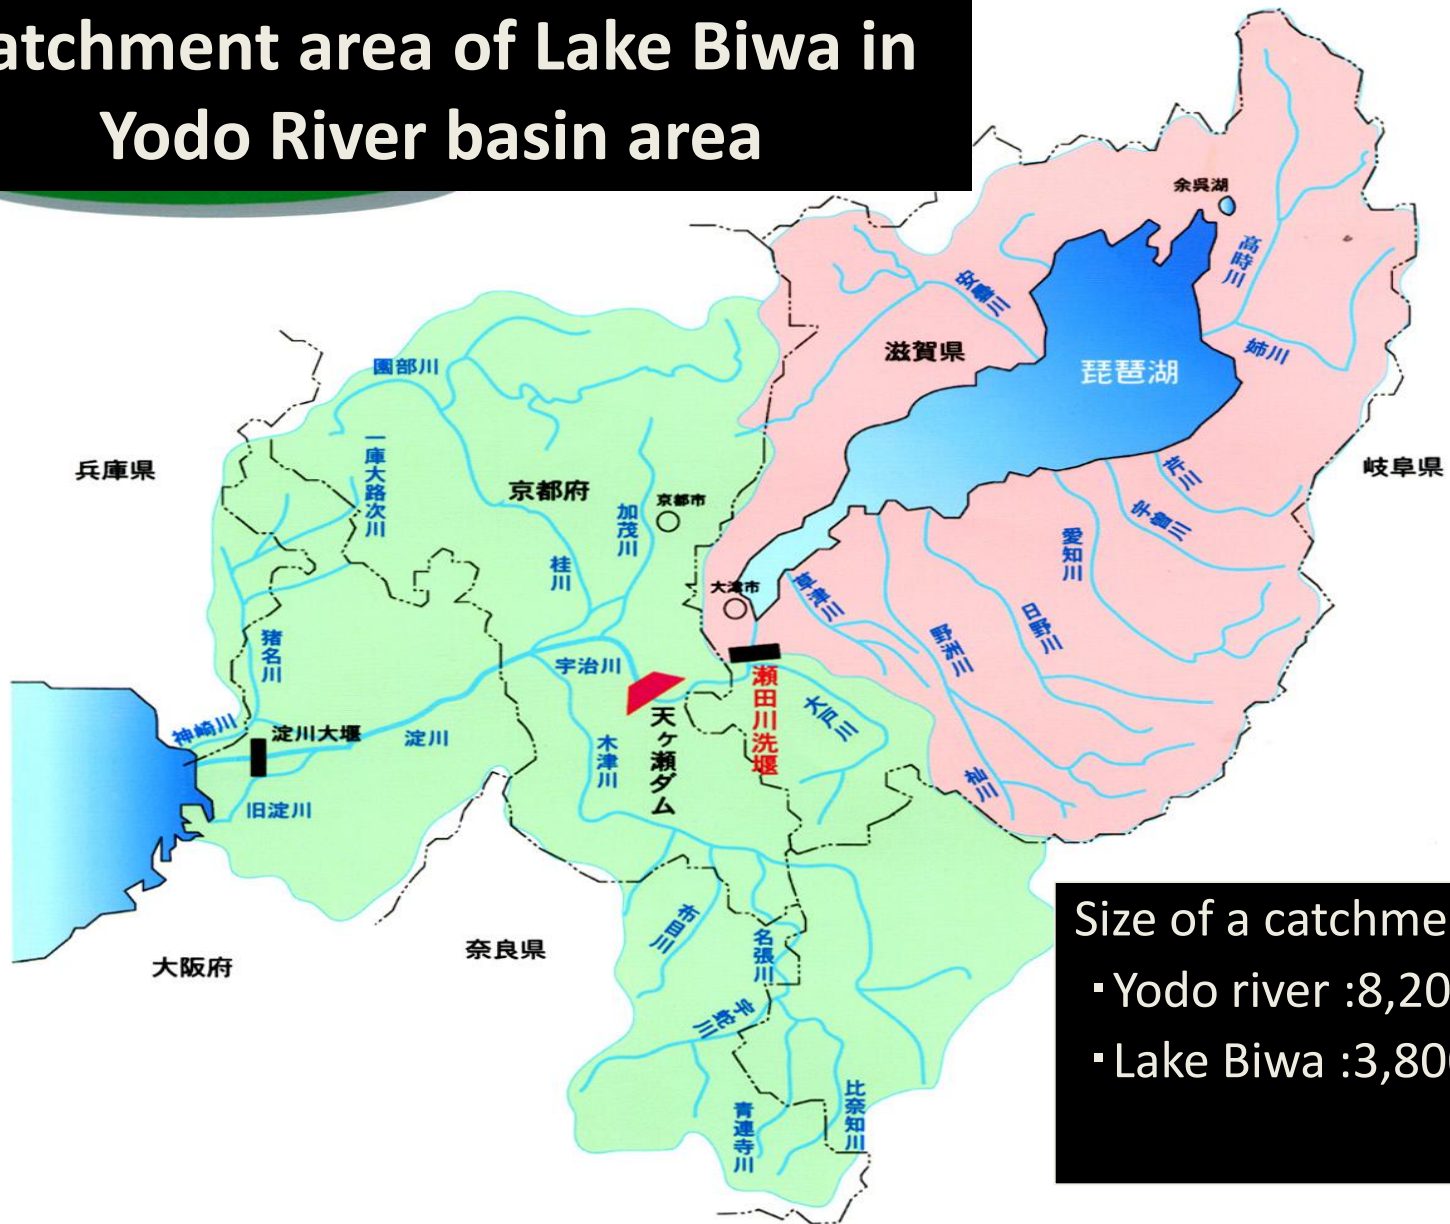 atchment area of Lake Biwa in
Yodo River basin area
余呉湖
高時川
安曇川
姉川
滋賀県
琵琶湖
園部川
兵庫県
一庫大路次川
京都府
京都市
加茂川
桂川
岐阜県
芹川
宇曽川
愛知川
日野川
野洲川
草津川
大津市
猪名川
宇治川
瀬田川洗堰
大戸川
杣川
神崎川
淀川大堰
淀川
旧淀川
木津川
天ヶ瀬ダム
大阪府
奈良県
布目川
名張川
宇蛇川
青連寺川
比奈知川
Size of a catchme
▪Yodo river :8,20
▪Lake Biwa :3,80